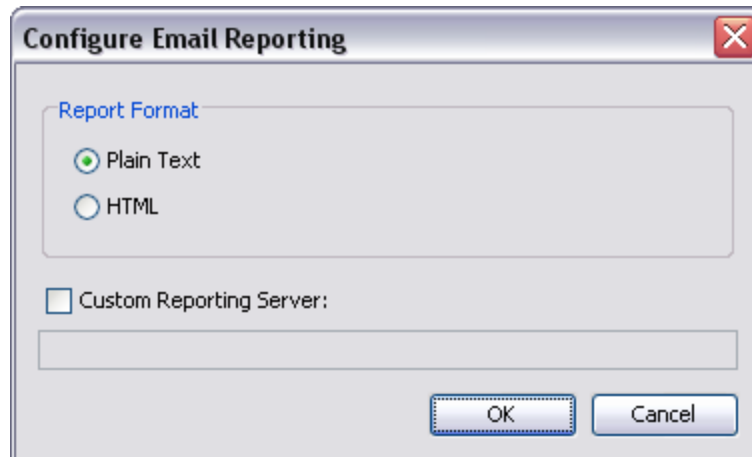 Configure Email Reporting
Report Format
Plain Text
HTML
Custom Reporting Server:
OK
Cancel